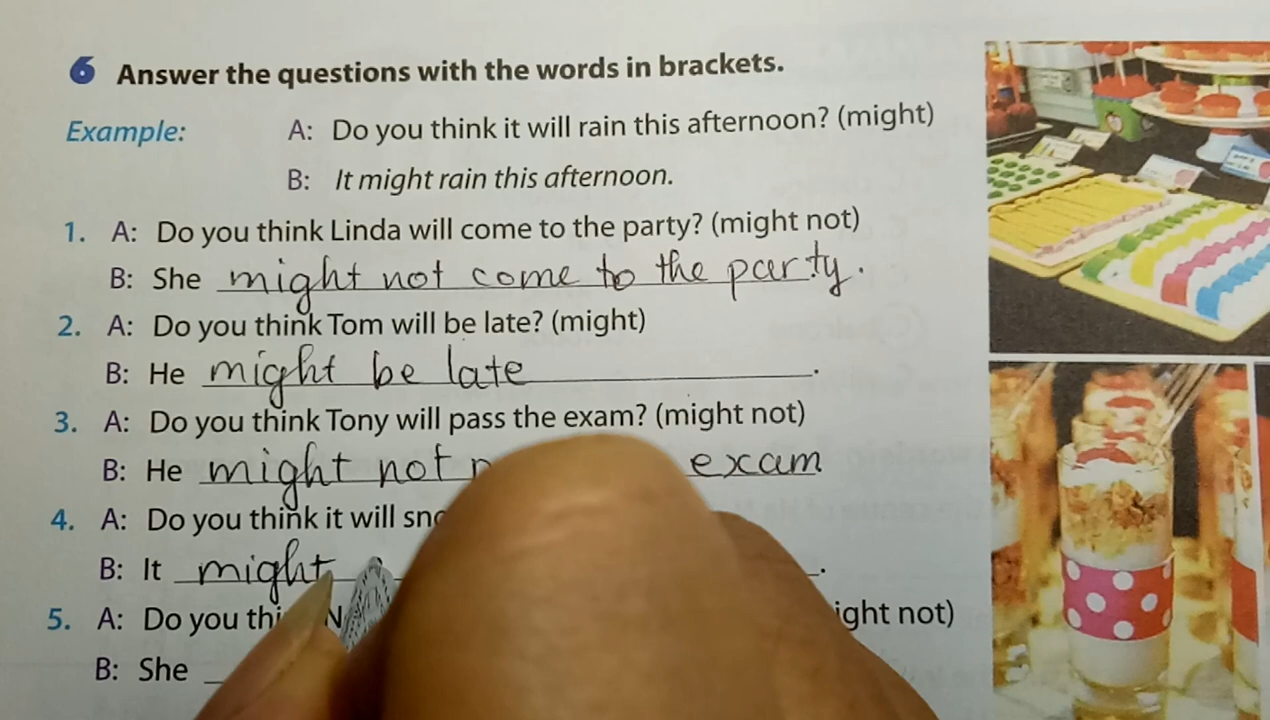 6 Answer the questions with the words in brackets.
Example: A: Do you think it will rain this afternoon? (might)
B: It might rain this afternoon.
1. A: Do you think Linda will come to the party? (might not)
B: She might not come to the party.
2. A: Do you think Tom will be late? (might)
B: He might be late.
3. A: Do you think Tony will pass the exam? (might not)
B: He might not exam
4. A: Do you think it will
B: It might .
5. A: Do you not)
B: She